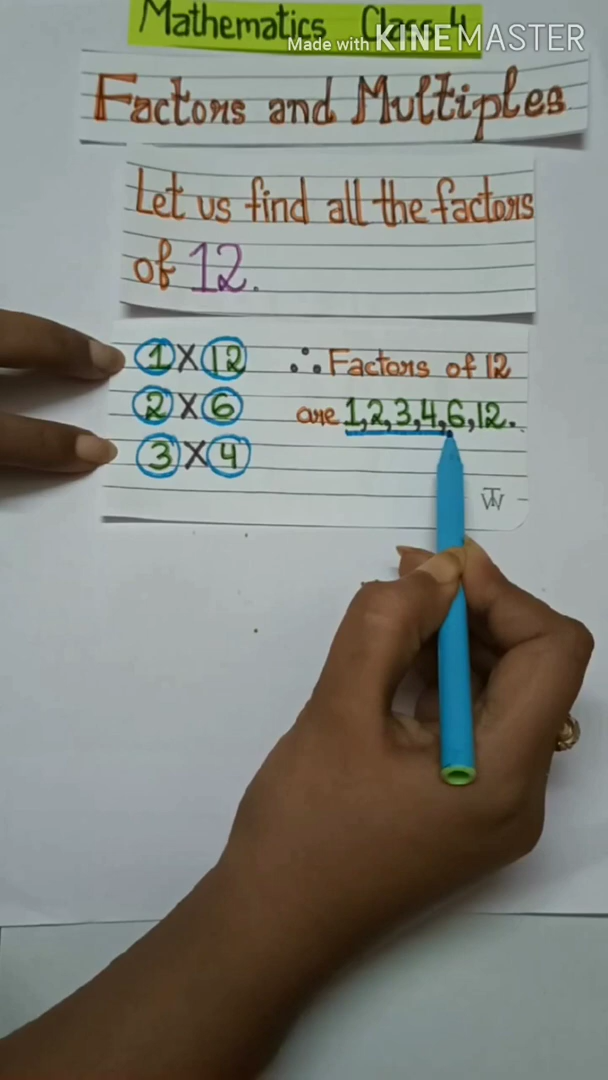 Mathematics Class 4
Made with KINEMASTER
Factors and Multiples
Let us find all the factors
of 12.
1 X 12
2 X 6
3 X 4
∴ Factors of 12
are 1,2,3,4,6,12.